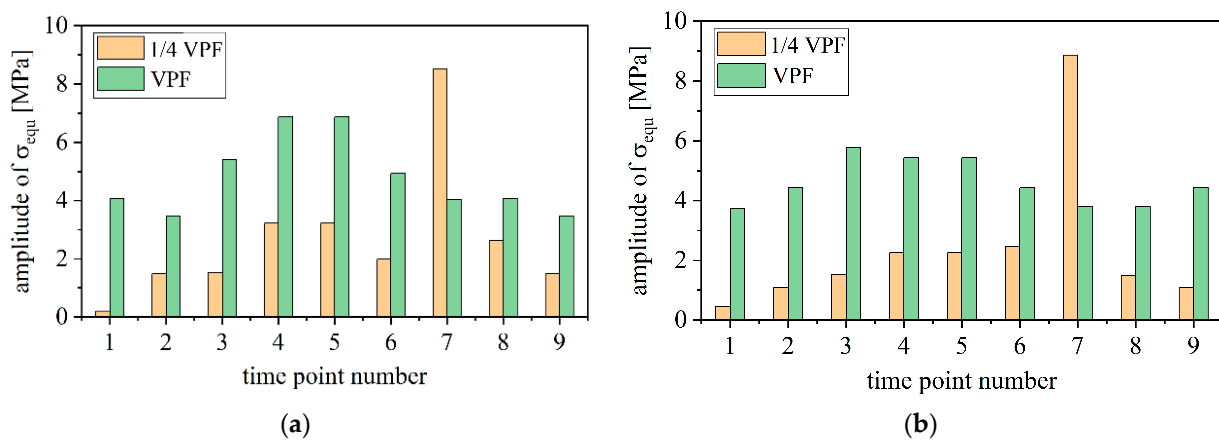 10
8
6
4
2
0
amplitude of σequ [MPa]
1/4 VPF
VPF
1 2 3 4 5 6 7 8 9
time point number
(a)
10
8
6
4
2
0
amplitude of σequ [MPa]
1/4 VPF
VPF
1 2 3 4 5 6 7 8 9
time point number
(b)